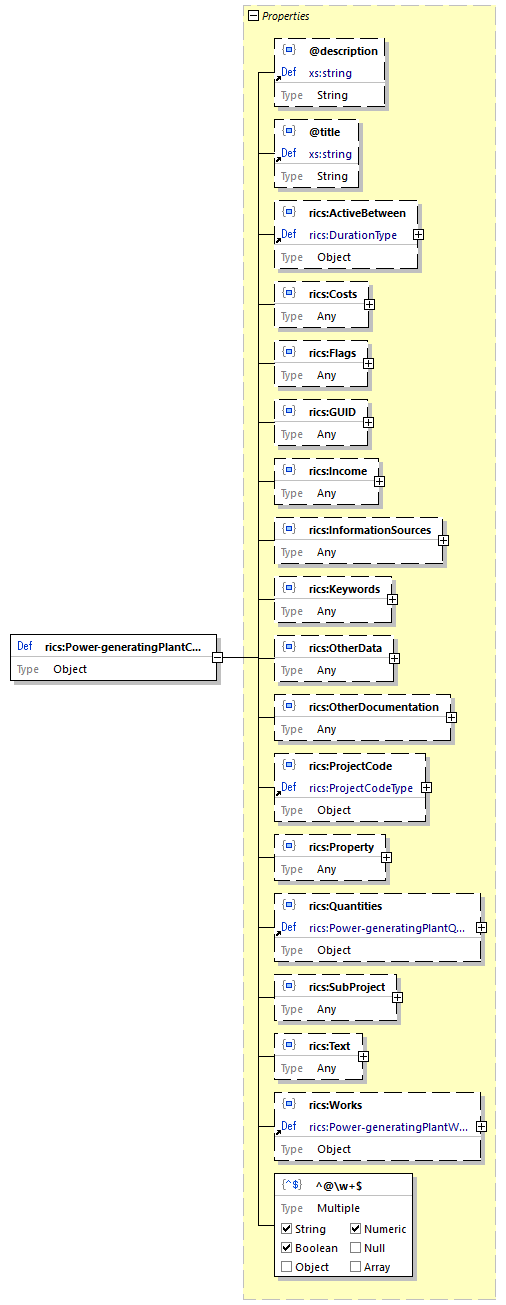 Properties
@description
Def xs:string
Type String
@title
Def xs:string
Type String
rics:ActiveBetween
Def rics:DurationType
Type Object
rics:Costs
Type Any
rics:Flags
Type Any
rics:GUID
Type Any
rics:Income
Type Any
rics:InformationSources
Type Any
rics:Keywords
Type Any
Def rics:Power-generatingPlantC...
Type Object
rics:OtherData
Type Any
rics:OtherDocumentation
Type Any
rics:ProjectCode
Def rics:ProjectCodeType
Type Object
rics:Property
Type Any
rics:Quantities
Def rics:Power-generatingPlantQ...
Type Object
rics:SubProject
Type Any
rics:Text
Type Any
rics:Works
Def rics:Power-generatingPlantW...
Type Object
{^$} ^@\w+$
Type Multiple
String Numeric
Boolean Null
Object Array